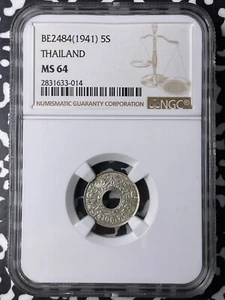 BE2484(1941) 5S
THAILAND
MS 64
2831633-014
NUMISMATIC GUARANTY CORPORATION
NGC